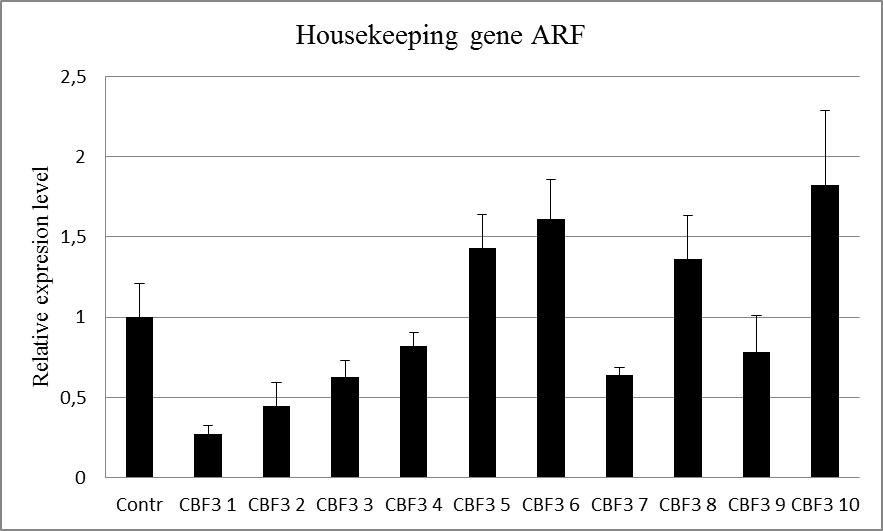 Housekeeping gene ARF
Relative expresion level
2,5
2
1,5
1
0,5
0
Contr CBF3 1 CBF3 2 CBF3 3 CBF3 4 CBF3 5 CBF3 6 CBF3 7 CBF3 8 CBF3 9 CBF3 10